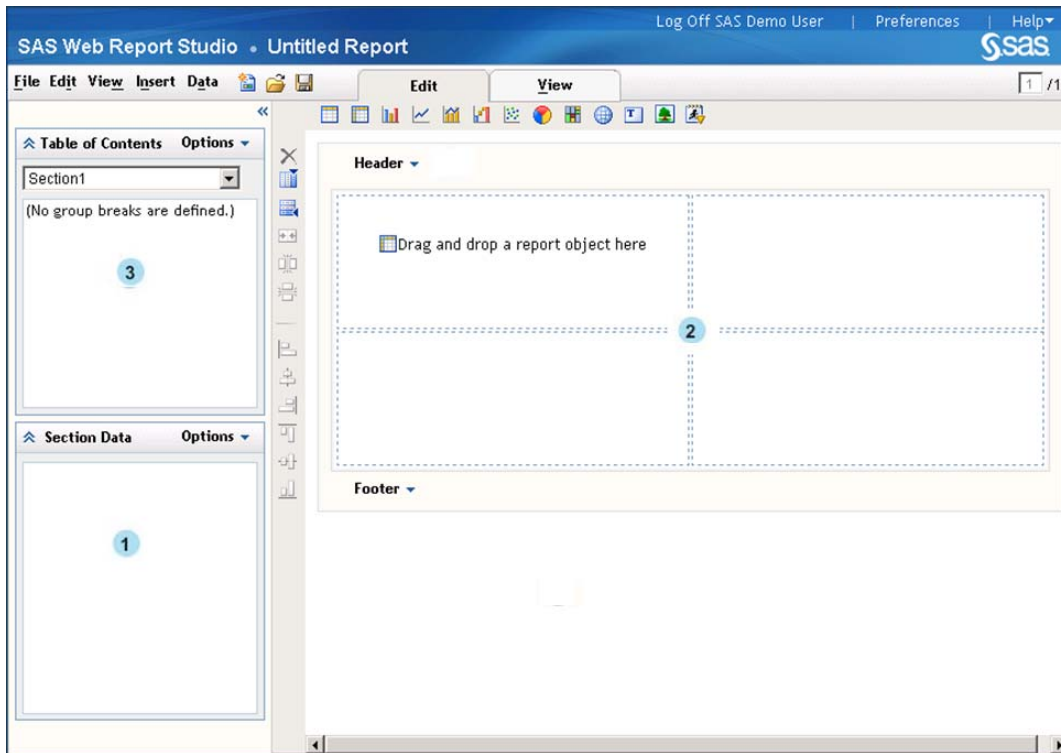 Log Off SAS Demo User | Preferences | Help
SAS Web Report Studio • Untitled Report
sas
File Edit View Insert Data
Edit
View
1 /1
Table of Contents Options
Section1
(No group breaks are defined.)
3
Section Data Options
1
Header
Drag and drop a report object here
2
Footer